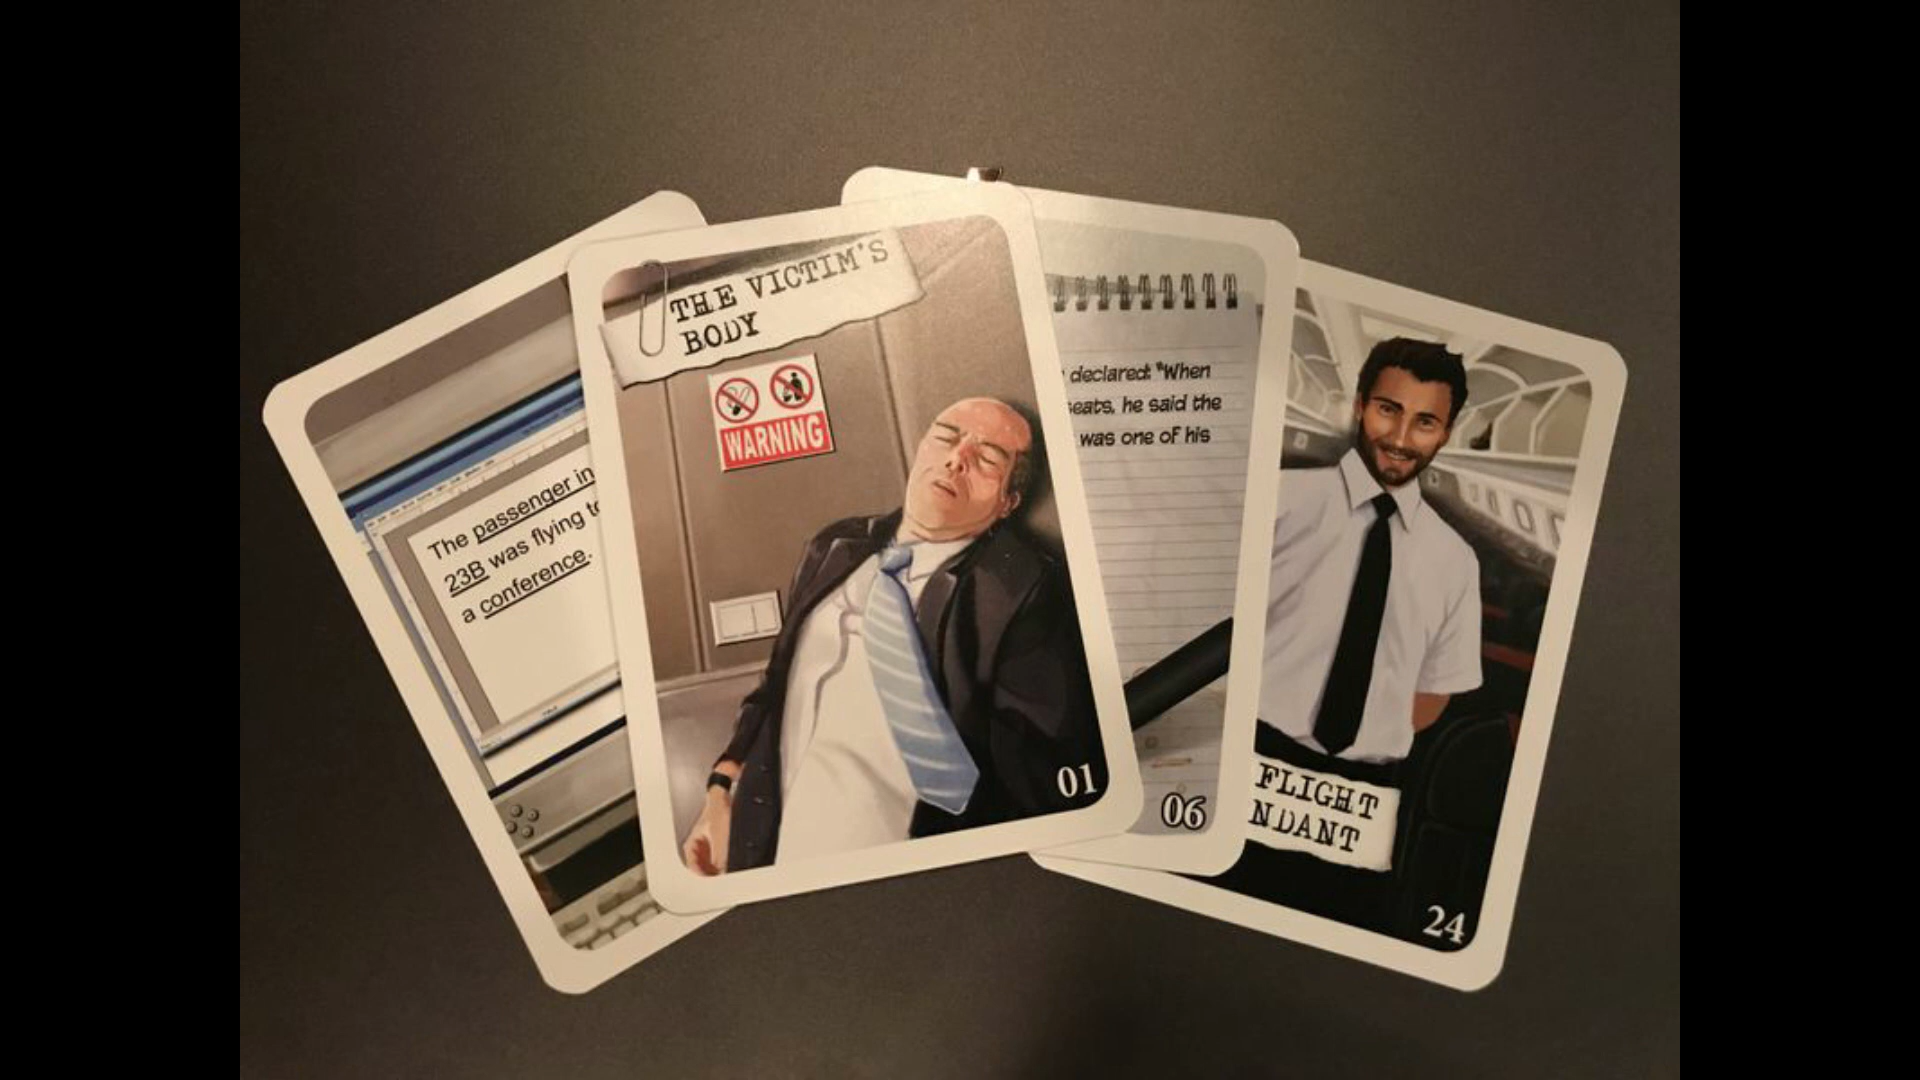 The passenger in
23B was flying to
a conference.
THE VICTIM'S
BODY
WARNING
01
declared: "When
seats, he said the
was one of his
06
FLIGHT
NDANT
24